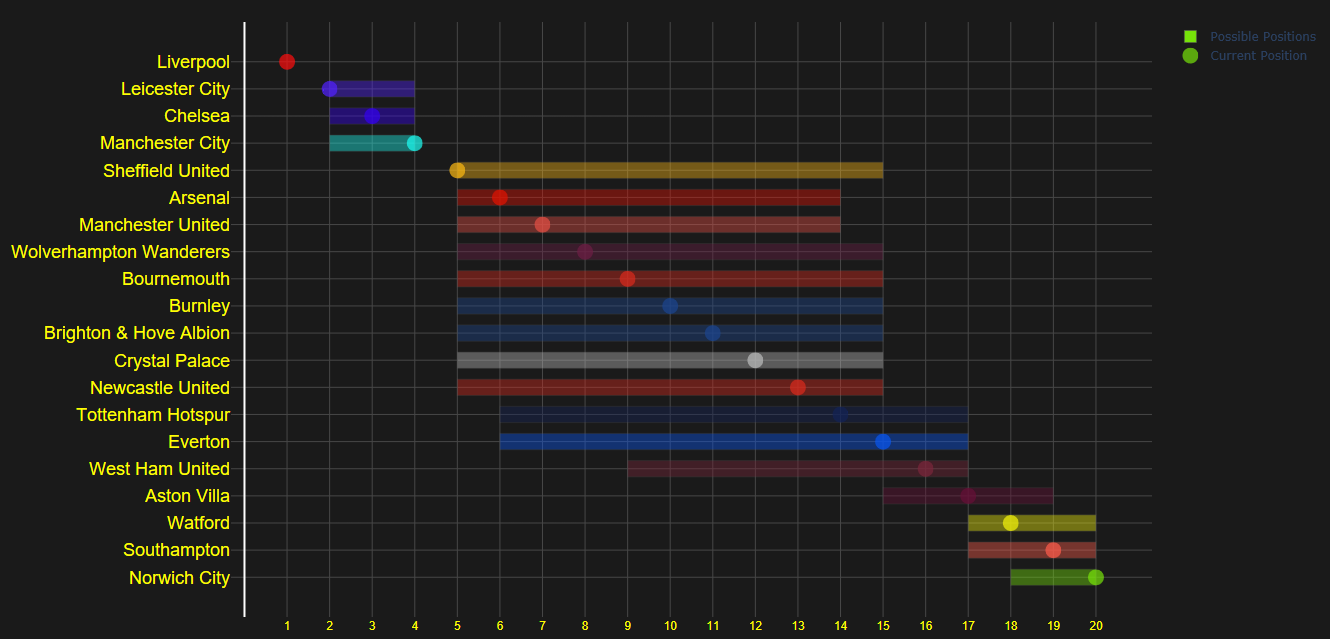 Possible Positions
Current Position
Liverpool
Leicester City
Chelsea
Manchester City
Sheffield United
Arsenal
Manchester United
Wolverhampton Wanderers
Bournemouth
Burnley
Brighton & Hove Albion
Crystal Palace
Newcastle United
Tottenham Hotspur
Everton
West Ham United
Aston Villa
Watford
Southampton
Norwich City
1 2 3 4 5 6 7 8 9 10 11 12 13 14 15 16 17 18 19 20